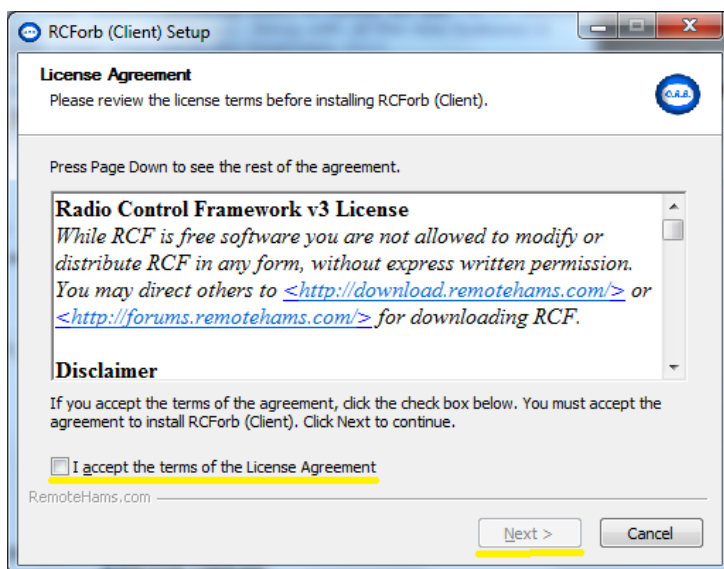 RCForb (Client) Setup
License Agreement
Please review the license terms before installing RCForb (Client).
O.R.B.
Press Page Down to see the rest of the agreement.
Radio Control Framework v3 License
While RCF is free software you are not allowed to modify or
distribute RCF in any form, without express written permission.
You may direct others to <http://download.remotehams.com/> or
<http://forums.remotehams.com/> for downloading RCF.
Disclaimer
If you accept the terms of the agreement, click the check box below. You must accept the
agreement to install RCForb (Client). Click Next to continue.
I accept the terms of the License Agreement
RemoteHams.com
Next >
Cancel